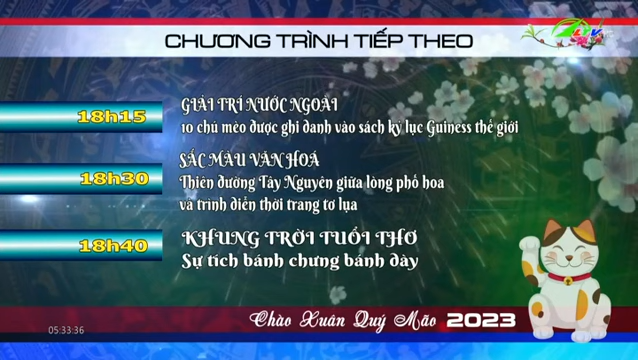 CHƯƠNG TRÌNH TIẾP THEO
18h15
GIẢI TRÍ NƯỚC NGOÀI
10 chú mèo được ghi danh vào sách kỷ lục Guiness thế giới
18h30
SẮC MÀU VĂN HOÁ
Thiên đường Tây Nguyên giữa lòng phố hoa
và trình diễn thời trang tơ lụa
18h40
KHUNG TRỜI TUỔI THƠ
Sự tích bánh chưng bánh dày
Chào Xuân Quý Mão 2023
05:33:36